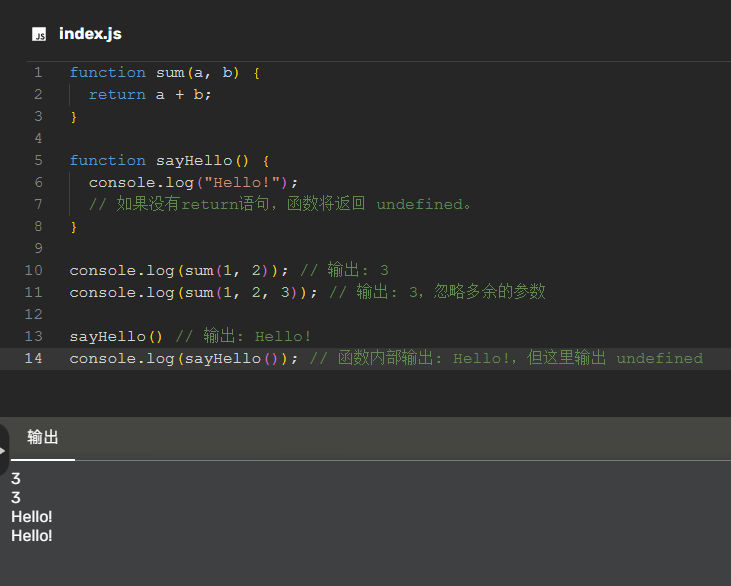 JS index.js
1 function sum(a, b) {
2 return a + b;
3 }
4
5 function sayHello() {
6 console.log("Hello!");
7 // 如果没有return语句，函数将返回 undefined。
8 }
9
10 console.log(sum(1, 2)); // 输出: 3
11 console.log(sum(1, 2, 3)); // 输出: 3，忽略多余的参数
12
13 sayHello() // 输出: Hello!
14 console.log(sayHello()); // 函数内部输出: Hello!，但这里输出 undefined
输出
3
3
Hello!
Hello!